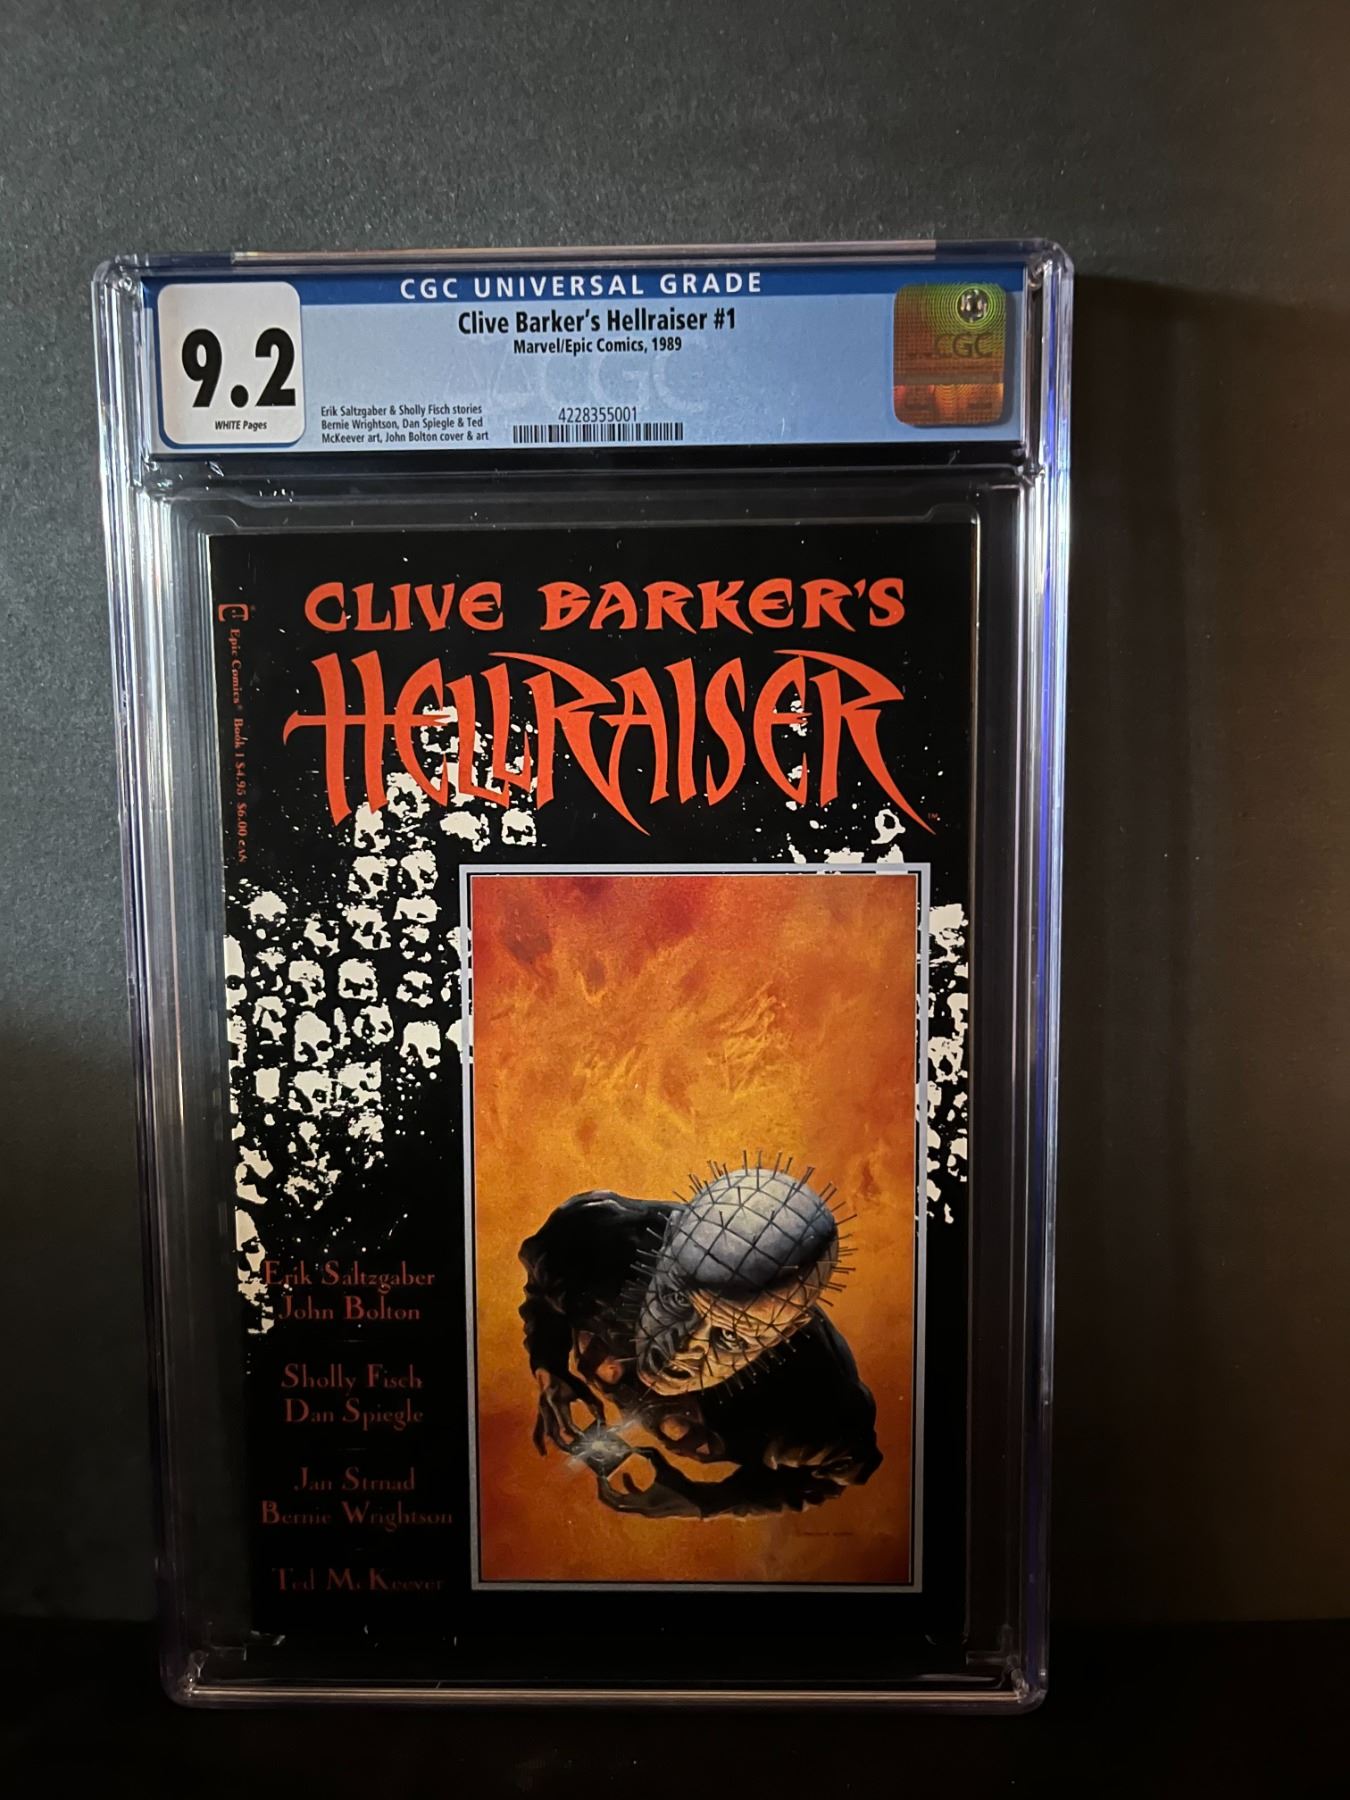 CGC UNIVERSAL GRADE
9.2
WHITE Pages
Clive Barker's Hellraiser #1
Marvel/Epic Comics, 1989
Erik Saltzgaber & Sholly Fisch stories
Bernie Wrightson, Dan Spiegle & Ted
McKeever art, John Bolton cover & art
4228355001
CGC
CGC
Epic Comics® Book 1 $4.95 $6.00 CAN
CLIVE BARKER'S
HELLRAISER
TM
Erik Saltzgaber
John Bolton
Sholly Fisch
Dan Spiegle
Jan Strnad
Bernie Wrightson
Ted McKeever